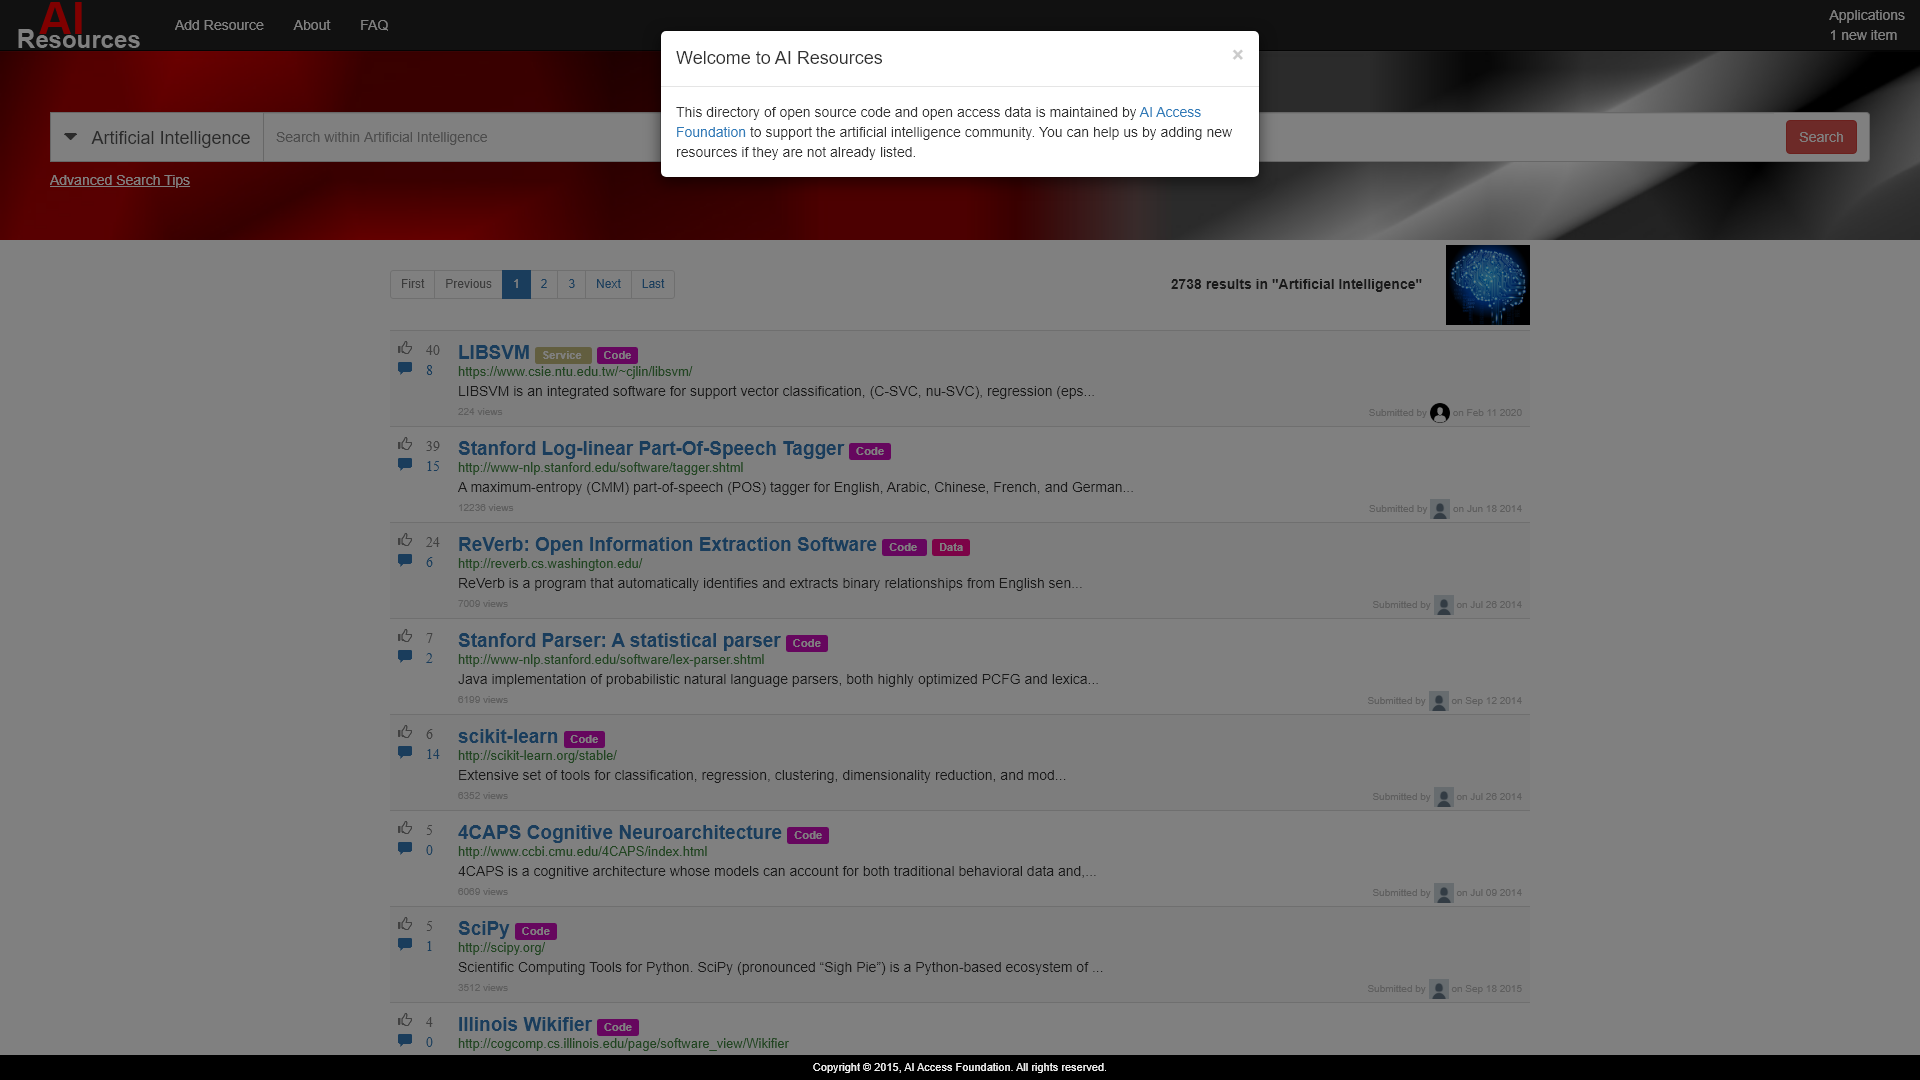 AI
Resources
Add Resource
About
FAQ
Applications
1 new item
Welcome to AI Resources
×
This directory of open source code and open access data is maintained by AI Access
Foundation to support the artificial intelligence community. You can help us by adding new
resources if they are not already listed.
Artificial Intelligence
Search within Artificial Intelligence
Search
Advanced Search Tips
First
Previous
1
2
3
Next
Last
2738 results in "Artificial Intelligence"
40
LIBSVM Service Code
8
https://www.csie.ntu.edu.tw/~cjlin/libsvm/
LIBSVM is an integrated software for support vector classification, (C-SVC, nu-SVC), regression (eps...
224 views
Submitted by on Feb 11 2020
39
Stanford Log-linear Part-Of-Speech Tagger Code
15
http://www-nlp.stanford.edu/software/tagger.shtml
A maximum-entropy (CMM) part-of-speech (POS) tagger for English, Arabic, Chinese, French, and German...
12236 views
Submitted by on Jun 18 2014
24
ReVerb: Open Information Extraction Software Code Data
6
http://reverb.cs.washington.edu/
ReVerb is a program that automatically identifies and extracts binary relationships from English sen...
7009 views
Submitted by on Jul 26 2014
7
Stanford Parser: A statistical parser Code
2
http://www-nlp.stanford.edu/software/lex-parser.shtml
Java implementation of probabilistic natural language parsers, both highly optimized PCFG and lexica...
6199 views
Submitted by on Sep 12 2014
6
scikit-learn Code
14
http://scikit-learn.org/stable/
Extensive set of tools for classification, regression, clustering, dimensionality reduction, and mod...
6352 views
Submitted by on Jul 26 2014
5
4CAPS Cognitive Neuroarchitecture Code
0
http://www.ccbi.cmu.edu/4CAPS/index.html
4CAPS is a cognitive architecture whose models can account for both traditional behavioral data and,...
6069 views
Submitted by on Jul 09 2014
5
SciPy Code
1
http://scipy.org/
Scientific Computing Tools for Python. SciPy (pronounced “Sigh Pie”) is a Python-based ecosystem of ...
3512 views
Submitted by on Sep 18 2016
4
Illinois Wikifier Code
0
http://cogcomp.cs.illinois.edu/page/software_view/Wikifier
Copyright © 2015, AI Access Foundation. All rights reserved.